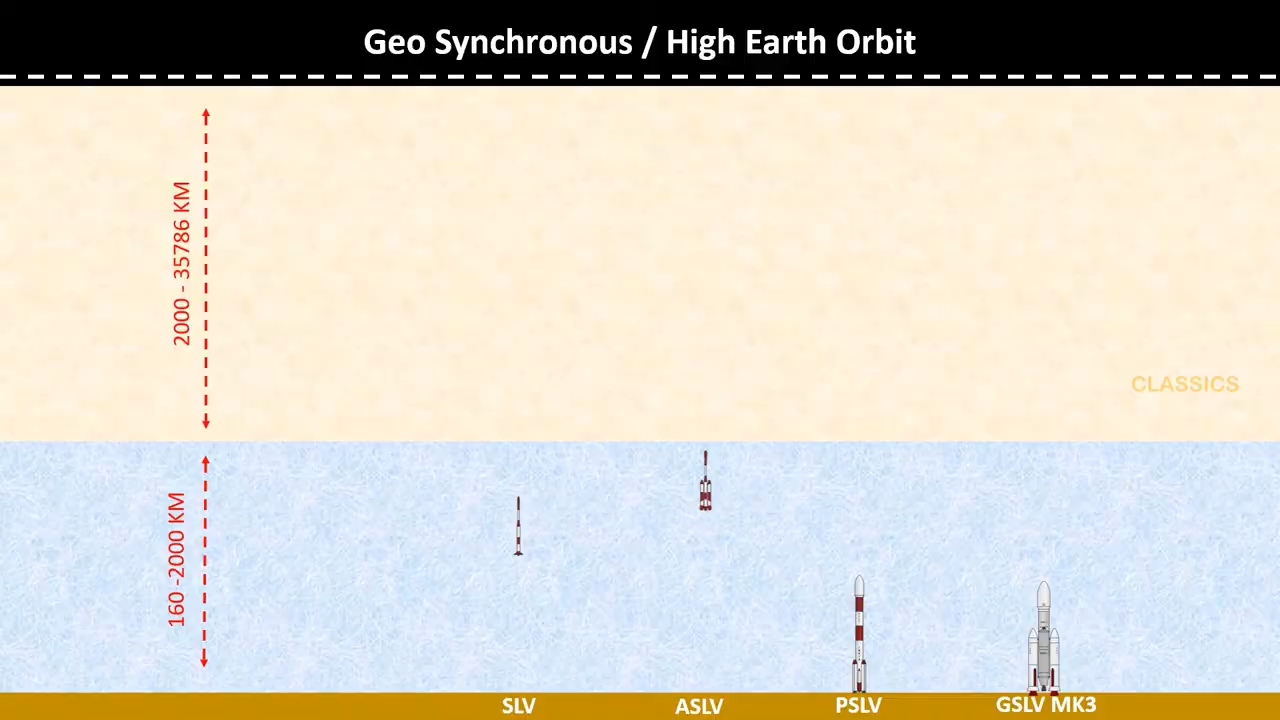 Geo Synchronous / High Earth Orbit
2000 - 35786 KM
CLASSICS
160 -2000 KM
SLV
ASLV
PSLV
GSLV MK3